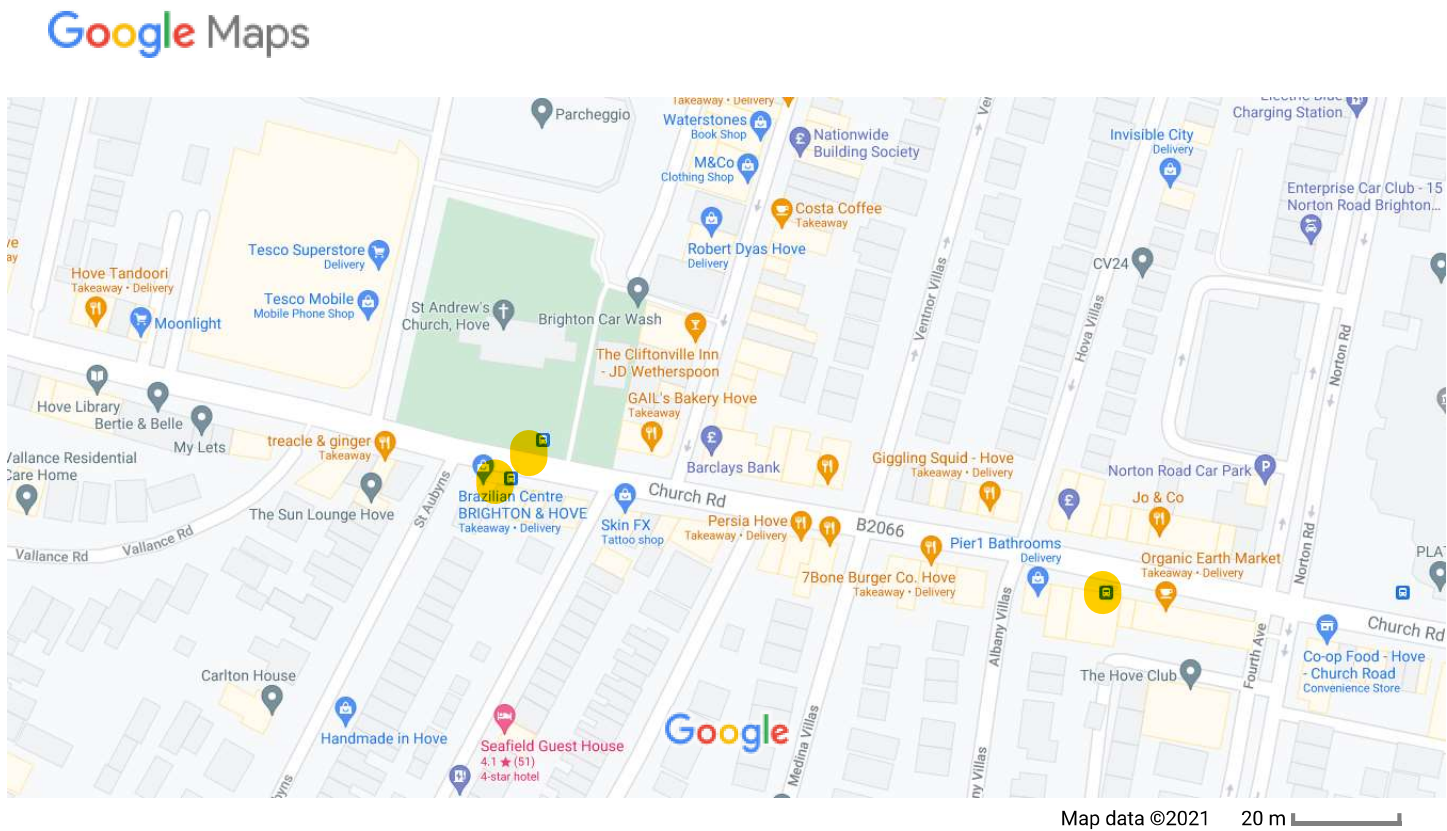 Google Maps
Parcheggio
Takeaway • Delivery
Waterstones
Book Shop
Nationwide
Building Society
M&Co
Clothing Shop
Costa Coffee
Takeaway
Robert Dyas Hove
Delivery
Invisible City
Delivery
Electric Blue
Charging Station
Enterprise Car Club - 15
Norton Road Brighton...
CV24
Tesco Superstore
Delivery
Tesco Mobile
Mobile Phone Shop
Hove Tandoori
Takeaway • Delivery
Moonlight
St Andrew's
Church, Hove
Brighton Car Wash
The Cliftonville Inn
- JD Wetherspoon
GAIL's Bakery Hove
Takeaway
Ventnor Villas
Hova Villas
Norton Rd
Hove Library
Bertie & Belle
My Lets
treacle & ginger
Takeaway
Vallance Residential
Care Home
The Sun Lounge Hove
Vallance Rd
Vallance Rd
St Aubyns
Brazilian Centre
BRIGHTON & HOVE
Takeaway • Delivery
Skin FX
Tattoo shop
Church Rd
Barclays Bank
Persia Hove
Takeaway • Delivery
B2066
Giggling Squid - Hove
Takeaway • Delivery
7Bone Burger Co. Hove
Takeaway • Delivery
Pier1 Bathrooms
Delivery
Norton Road Car Park
P
Jo & Co
Organic Earth Market
Takeaway • Delivery
Norton Rd
PLA
Church Rd
Co-op Food - Hove
- Church Road
Convenience Store
Fourth Ave
The Hove Club
Albany Villas
Medina Villas
ny Villas
Carlton House
Handmade in Hove
Seafield Guest House
4.1 ★ (51)
4-star hotel
yns
Google
Map data ©2021
20 m